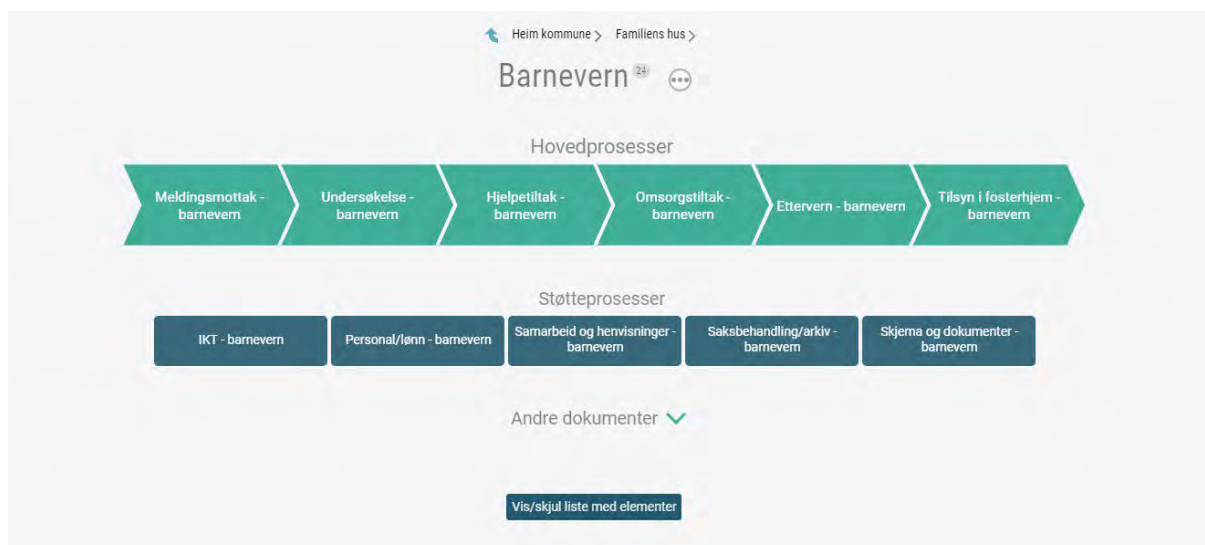 Heim kommune > Familiens hus >
Barnevern 24
Hovedprosesser
Meldingsmottak -
barnevern
Undersøkelse -
barnevern
Hjelpetiltak -
barnevern
Omsorgstiltak -
barnevern
Ettervern - barnevern
Tilsyn i fosterhjem -
barnevern
Støtteprosesser
IKT - barnevern
Personal/lønn - barnevern
Samarbeid og henvisninger -
barnevern
Saksbehandling/arkiv -
barnevern
Skjema og dokumenter -
barnevern
Andre dokumenter
Vis/skjul liste med elementer